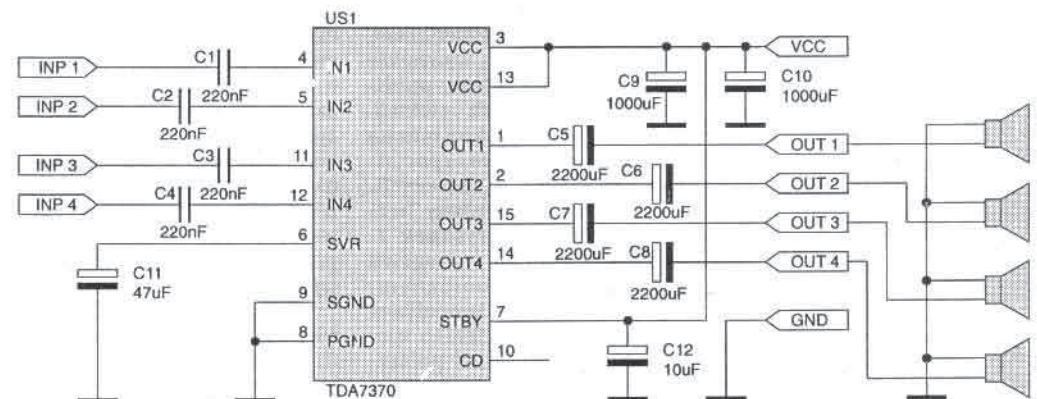 US1
INP 1
C1
220nF
4
IN1
INP 2
C2
220nF
5
IN2
INP 3
C3
220nF
11
IN3
INP 4
C4
220nF
12
IN4
6
SVR
C11
47uF
9
SGND
8
PGND
TDA7370
VCC
3
VCC
13
OUT1
1
OUT2
2
OUT3
15
OUT4
14
STBY
7
CD
10
C9
1000uF
C10
1000uF
VCC
C5
2200uF
OUT 1
C6
2200uF
OUT 2
C7
2200uF
OUT 3
C8
2200uF
OUT 4
GND
C12
10uF